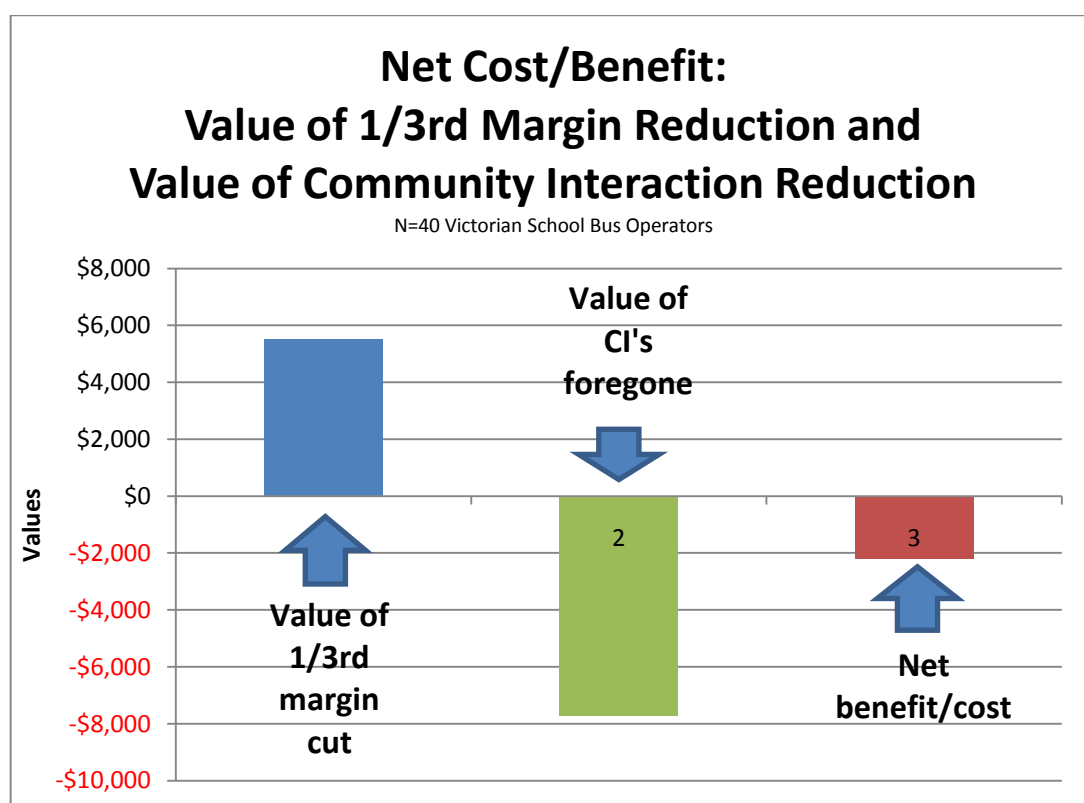 Net Cost/Benefit:
Value of 1/3rd Margin Reduction and
Value of Community Interaction Reduction
N=40 Victorian School Bus Operators
Values
$8,000
$6,000
$4,000
$2,000
$0
-$2,000
-$4,000
-$6,000
-$8,000
-$10,000
Value of
1/3rd
margin
cut
Value of
CI's
foregone
2
3
Net
benefit/cost